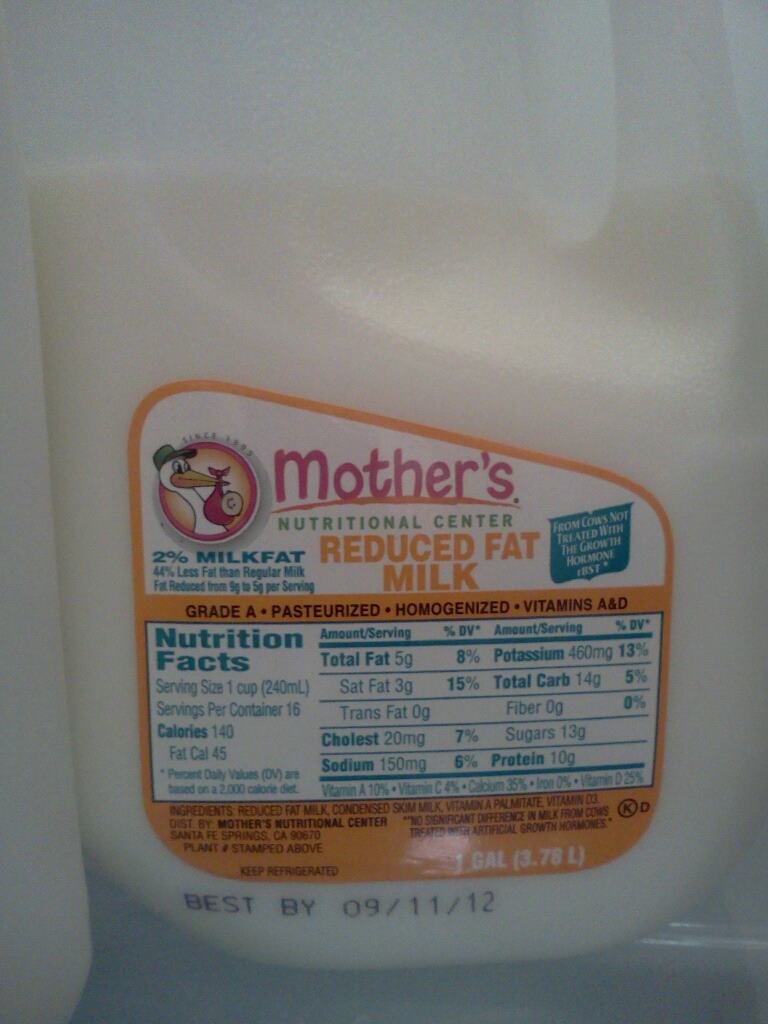 SINCE 1995
Mother's
NUTRITIONAL CENTER
2% MILKFAT
44% Less Fat than Regular Milk
Fat Reduced from 9g to 5g per Serving
REDUCED FAT
MILK
FROM COWS NOT
TREATED WITH
THE GROWTH
HORMONE
rBST*
GRADE A • PASTEURIZED • HOMOGENIZED • VITAMINS A&D
Nutrition
Facts
Serving Size 1 cup (240mL)
Servings Per Container 16
Calories 140
Fat Cal 45
* Percent Daily Values (DV) are
based on a 2,000 calorie diet.
Amount/Serving % DV* Amount/Serving % DV*
Total Fat 5g 8% Potassium 460mg 13%
Sat Fat 3g 15% Total Carb 14g 5%
Trans Fat 0g Fiber 0g 0%
Cholest 20mg 7% Sugars 13g
Sodium 150mg 6% Protein 10g
Vitamin A 10% • Vitamin C 4% • Calcium 35% • Iron 0% • Vitamin D 25%
INGREDIENTS: REDUCED FAT MILK, CONDENSED SKIM MILK, VITAMIN A PALMITATE, VITAMIN D3.
DIST. BY: MOTHER'S NUTRITIONAL CENTER
SANTA FE SPRINGS, CA 90670
PLANT # STAMPED ABOVE
"*NO SIGNIFICANT DIFFERENCE IN MILK FROM COWS
TREATED WITH ARTIFICIAL GROWTH HORMONES."
K D
KEEP REFRIGERATED
1 GAL (3.78 L)
BEST BY 09/11/12